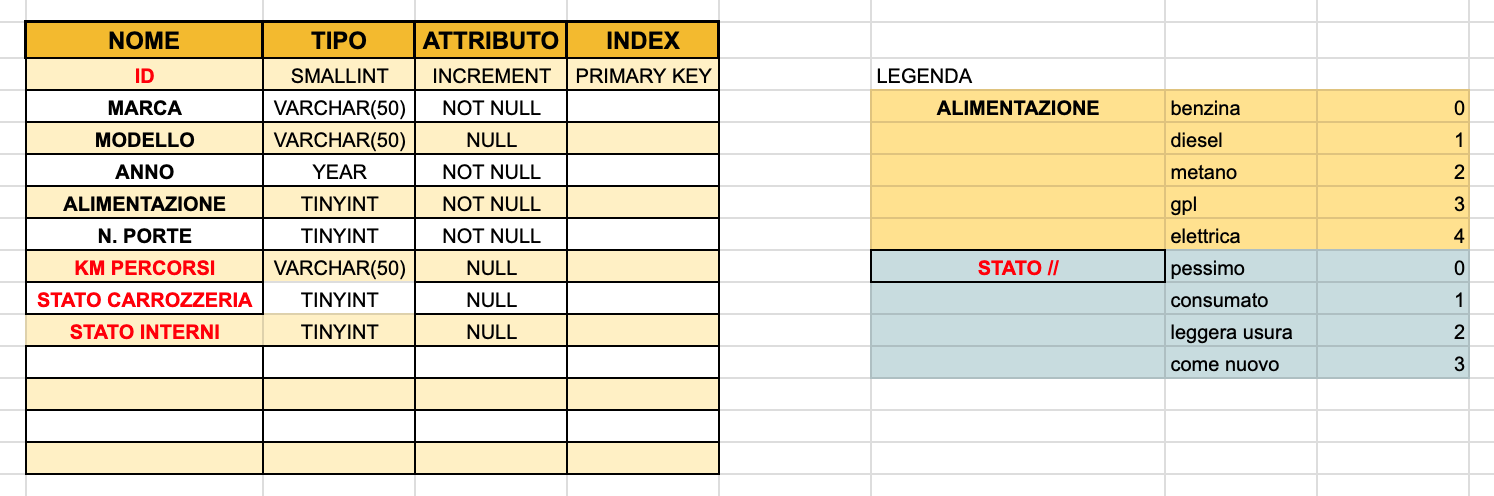 NOME TIPO ATTRIBUTO INDEX
ID SMALLINT INCREMENT PRIMARY KEY LEGENDA
MARCA VARCHAR(50) NOT NULL ALIMENTAZIONE benzina 0
MODELLO VARCHAR(50) NULL diesel 1
ANNO YEAR NOT NULL metano 2
ALIMENTAZIONE TINYINT NOT NULL gpl 3
N. PORTE TINYINT NOT NULL elettrica 4
KM PERCORSI VARCHAR(50) NULL STATO // pessimo 0
STATO CARROZZERIA TINYINT NULL consumato 1
STATO INTERNI TINYINT NULL leggera usura 2
come nuovo 3